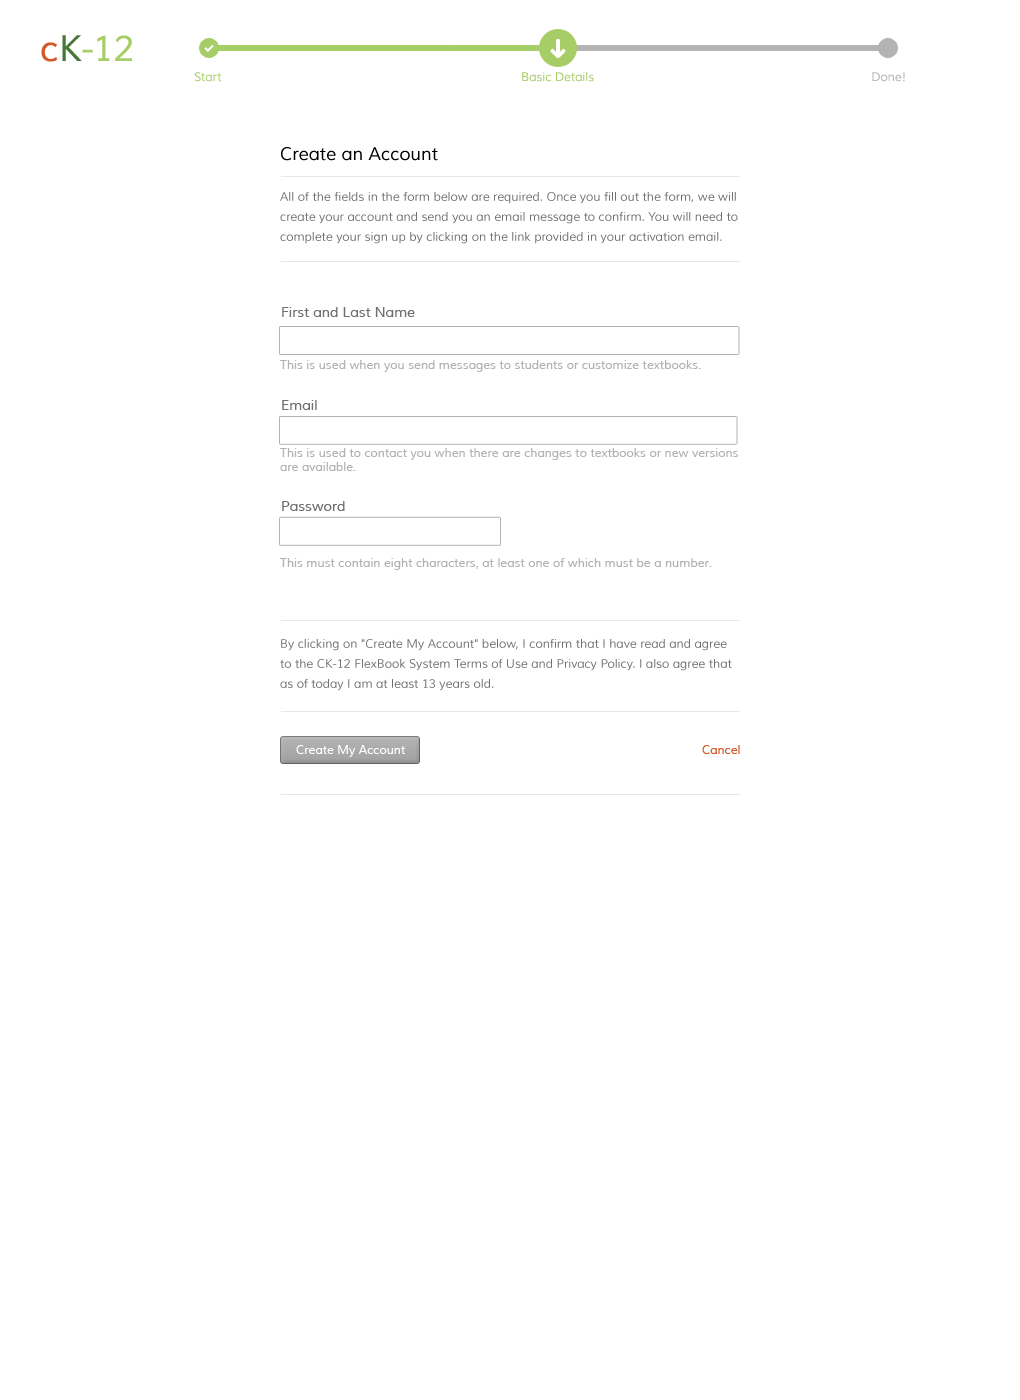 cK-12
Start
Basic Details
Done!
Create an Account
All of the fields in the form below are required. Once you fill out the form, we will
create your account and send you an email message to confirm. You will need to
complete your sign up by clicking on the link provided in your activation email.
First and Last Name
This is used when you send messages to students or customize textbooks.
Email
This is used to contact you when there are changes to textbooks or new versions
are available.
Password
This must contain eight characters, at least one of which must be a number.
By clicking on "Create My Account" below, I confirm that I have read and agree
to the CK-12 FlexBook System Terms of Use and Privacy Policy. I also agree that
as of today I am at least 13 years old.
Create My Account
Cancel